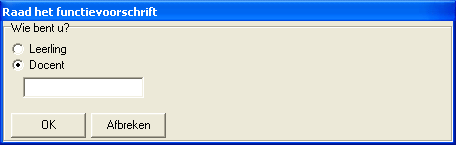 Raad het functievoorschrift
Wie bent u?
Leerling
Docent
OK
Afbreken